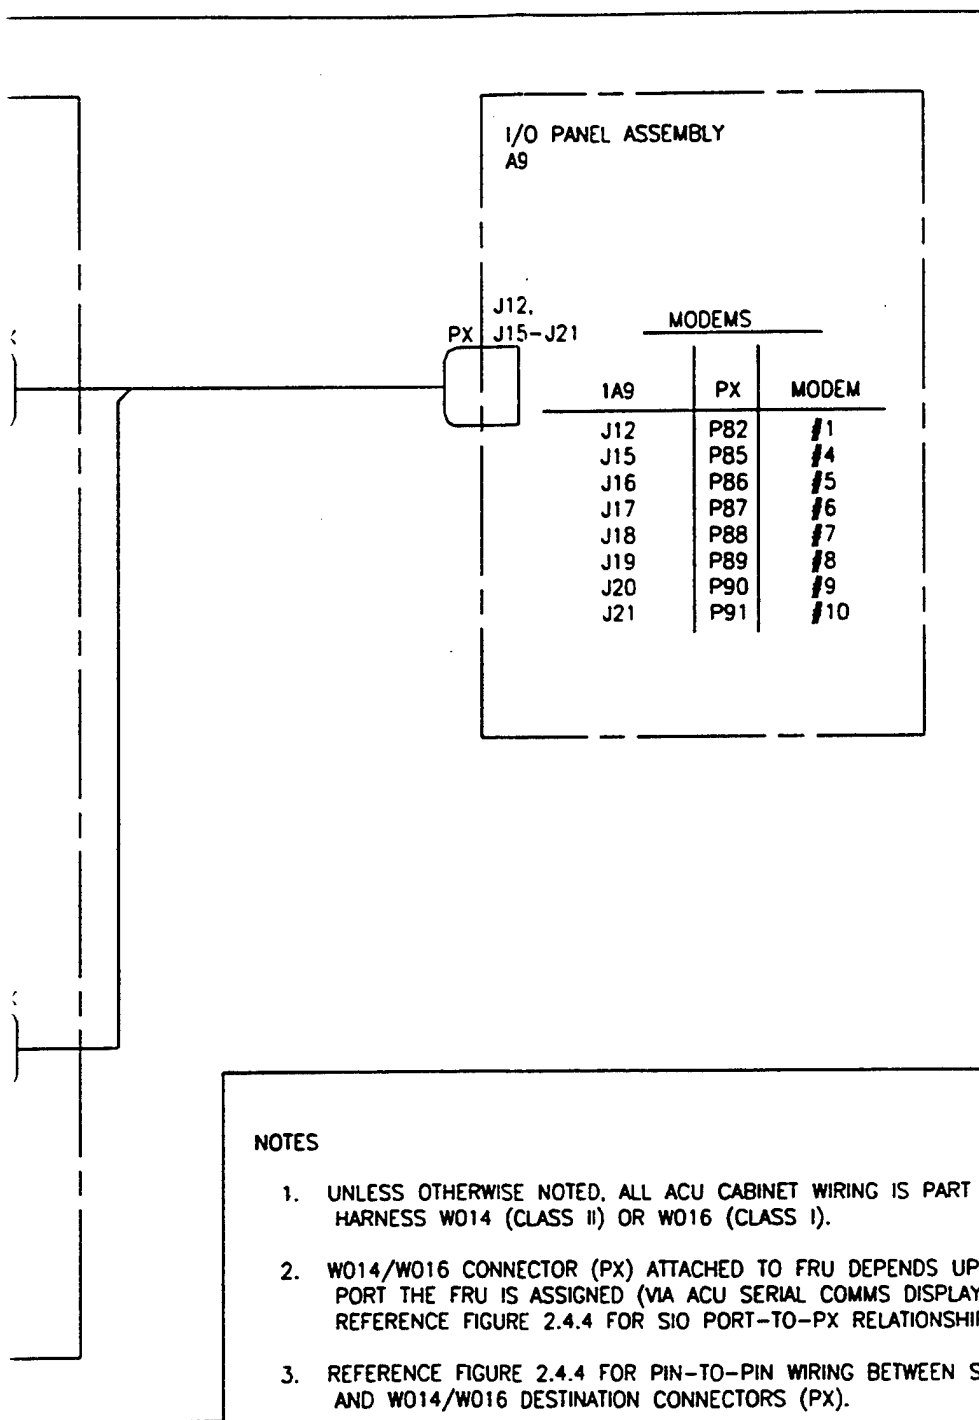 I/O PANEL ASSEMBLY
A9
J12,
PX J15-J21
MODEMS
1A9 PX MODEM
J12 P82 #1
J15 P85 #4
J16 P86 #5
J17 P87 #6
J18 P88 #7
J19 P89 #8
J20 P90 #9
J21 P91 #10
NOTES
1. UNLESS OTHERWISE NOTED, ALL ACU CABINET WIRING IS PART
HARNESS W014 (CLASS II) OR W016 (CLASS I).
2. W014/W016 CONNECTOR (PX) ATTACHED TO FRU DEPENDS UP
PORT THE FRU IS ASSIGNED (VIA ACU SERIAL COMMS DISPLAY
REFERENCE FIGURE 2.4.4 FOR SIO PORT-TO-PX RELATIONSHI
3. REFERENCE FIGURE 2.4.4 FOR PIN-TO-PIN WIRING BETWEEN S
AND W014/W016 DESTINATION CONNECTORS (PX).